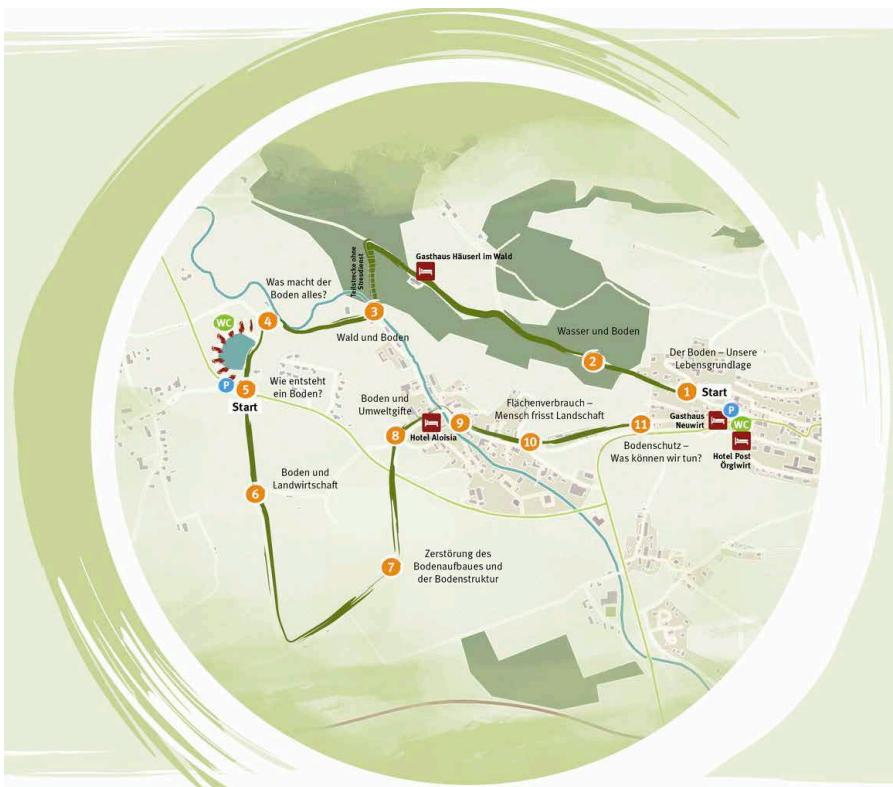 Gasthaus Häuserl im Wald
Teilstrecke ohne
Streudienst
Was macht der
Boden alles?
WC
4
3
Wald und Boden
Wasser und Boden
2
Der Boden – Unsere
Lebensgrundlage
1
Start
P
5
Wie entsteht
ein Boden?
Start
Boden und
Umweltgifte
8
Hotel Aloisia
9
Flächenverbrauch –
Mensch frisst Landschaft
10
11
Bodenschutz –
Was können wir tun?
Gasthaus
Neuwirt
P
WC
Hotel Post
Örglwirt
6
Boden und
Landwirtschaft
7
Zerstörung des
Bodenaufbaues und
der Bodenstruktur